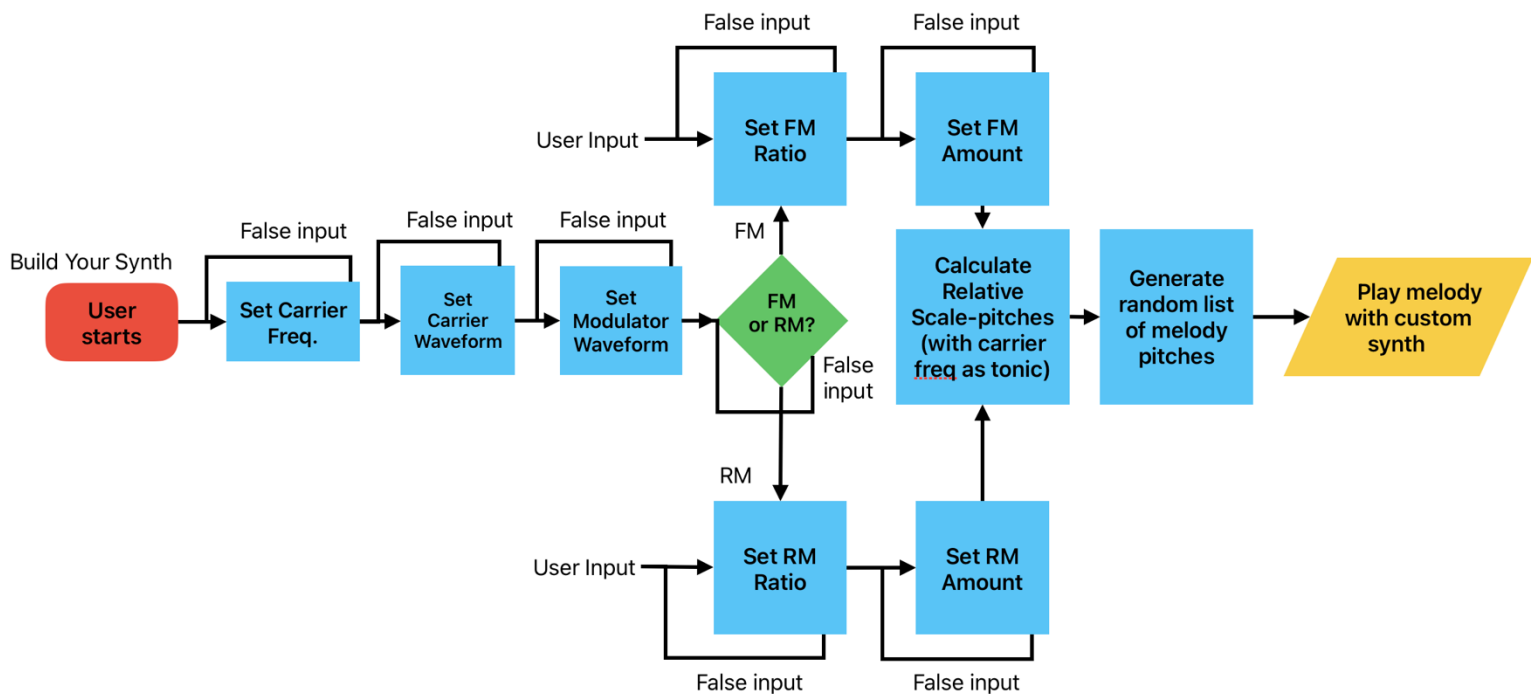 False input
False input
User Input
Set FM
Ratio
Set FM
Amount
False input
False input
False input
FM
Build Your Synth
User
starts
Set Carrier
Freq.
Set
Carrier
Waveform
Set
Modulator
Waveform
FM
or RM?
False
input
Calculate
Relative
Scale-pitches
(with carrier
freq as tonic)
Generate
random list
of melody
pitches
Play melody
with custom
synth
RM
User Input
Set RM
Ratio
Set RM
Amount
False input
False input